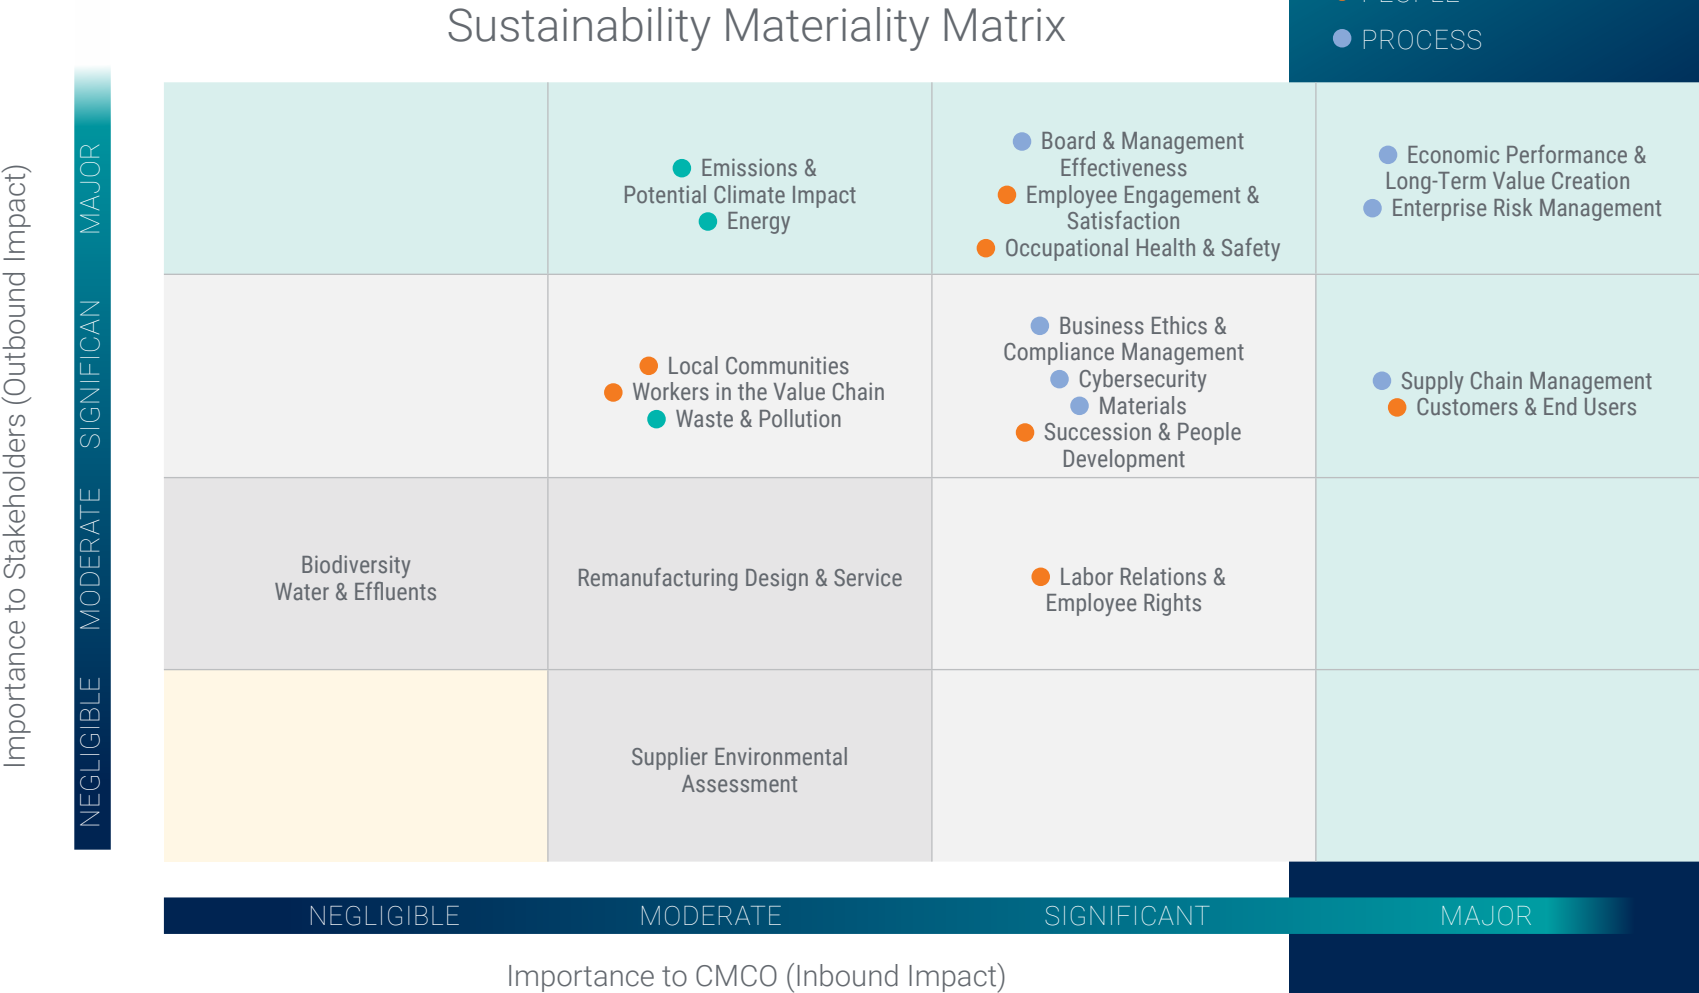 Sustainability Materiality Matrix
PEOPLE
PROCESS
Importance to Stakeholders (Outbound Impact)
MAJOR
SIGNIFICAN
MODERATE
NEGLIGIBLE
Emissions &
Potential Climate Impact
Energy
Board & Management
Effectiveness
Employee Engagement &
Satisfaction
Occupational Health & Safety
Economic Performance &
Long-Term Value Creation
Enterprise Risk Management
Local Communities
Workers in the Value Chain
Waste & Pollution
Business Ethics &
Compliance Management
Cybersecurity
Materials
Succession & People
Development
Supply Chain Management
Customers & End Users
Biodiversity
Water & Effluents
Remanufacturing Design & Service
Labor Relations &
Employee Rights
Supplier Environmental
Assessment
NEGLIGIBLE
MODERATE
SIGNIFICANT
MAJOR
Importance to CMCO (Inbound Impact)